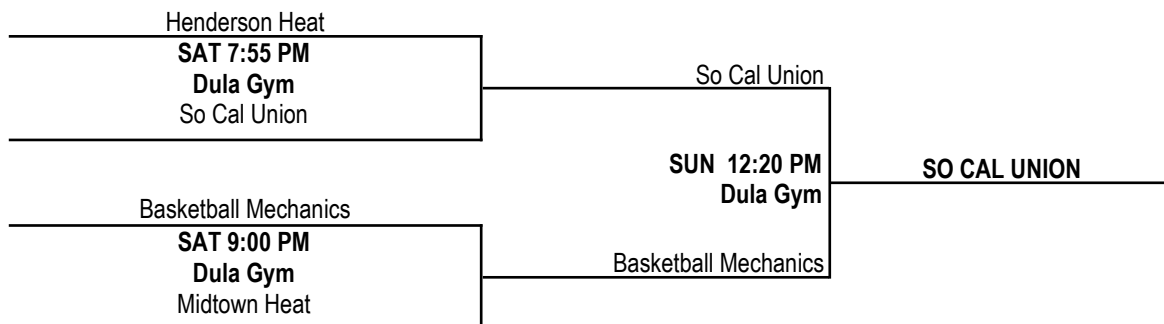 Henderson Heat
SAT 7:55 PM
Dula Gym
So Cal Union
So Cal Union
SUN 12:20 PM
Dula Gym
SO CAL UNION
Basketball Mechanics
SAT 9:00 PM
Dula Gym
Midtown Heat
Basketball Mechanics